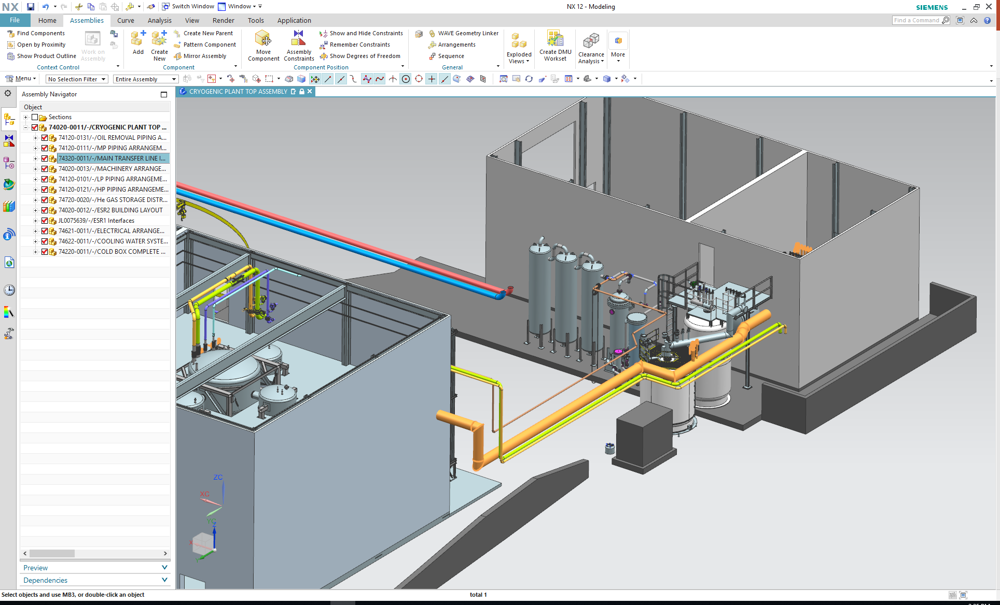 NX
Switch Window
Window
NX 12 - Modeling
SIEMENS
File
Home
Assemblies
Curve
Analysis
View
Render
Tools
Application
Find a Command
Find Components
Open by Proximity
Show Product Outline
Work on Assembly
Context Control
Add
Create New
Create New Parent
Pattern Component
Mirror Assembly
Component
Move Component
Assembly Constraints
Show and Hide Constraints
Remember Constraints
Show Degrees of Freedom
Component Position
WAVE Geometry Linker
Arrangements
Sequence
General
Exploded Views
Create DMU Workset
Clearance Analysis
More
Menu
No Selection Filter
Entire Assembly
Assembly Navigator
CRYOGENIC PLANT TOP ASSEMBLY
Object
Sections
74020-0011/-/CRYOGENIC PLANT TOP ...
74120-0131/-/OIL REMOVAL PIPING A...
74120-0111/-/MP PIPING ARRANGEM...
74320-0011/-/MAIN TRANSFER LINE I...
74020-0013/-/MACHINERY ARRANGE...
74120-0101/-/LP PIPING ARRANGEME...
74120-0121/-/HP PIPING ARRANGEME...
74720-0020/-/He GAS STORAGE DISTR...
74020-0012/-/ESR2 BUILDING LAYOUT
JL0075639/-/ESR1 Interfaces
74621-0011/-/ELECTRICAL ARRANGE...
74622-0011/-/COOLING WATER SYSTE...
74220-0011/-/COLD BOX COMPLETE ...
ZC
XC
YC
Z
X
Y
Preview
Dependencies
Select objects and use MB3, or double-click an object
total 1